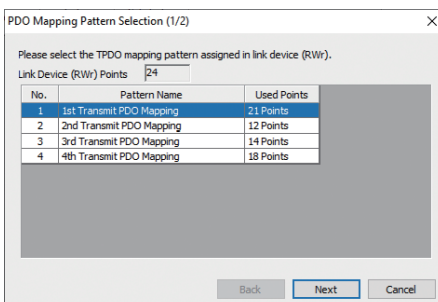 PDO Mapping Pattern Selection (1/2)
Please select the TPDO mapping pattern assigned in link device (RWr).
Link Device (RWr) Points 24
No. Pattern Name Used Points
1 1st Transmit PDO Mapping 21 Points
2 2nd Transmit PDO Mapping 12 Points
3 3rd Transmit PDO Mapping 14 Points
4 4th Transmit PDO Mapping 18 Points
Back Next Cancel